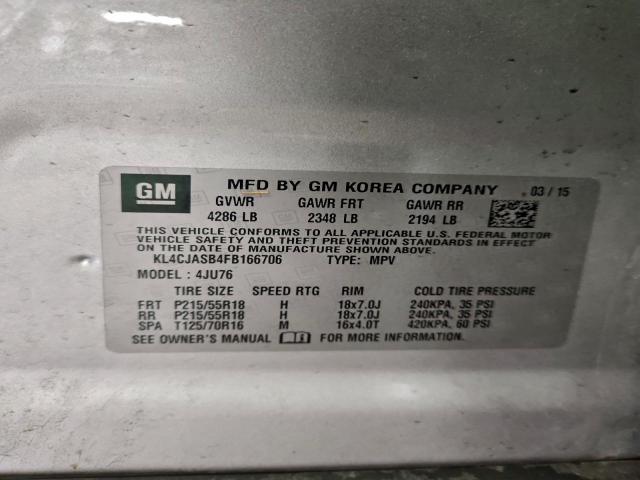 GM MFD BY GM KOREA COMPANY 03/15
GVWR GAWR FRT GAWR RR
4286 LB 2348 LB 2194 LB
THIS VEHICLE CONFORMS TO ALL APPLICABLE U.S. FEDERAL MOTOR
VEHICLE SAFETY AND THEFT PREVENTION STANDARDS IN EFFECT
ON THE DATE OF MANUFACTURE SHOWN ABOVE.
KL4CJASB4FB166706 TYPE: MPV
MODEL: 4JU76
TIRE SIZE SPEED RTG RIM COLD TIRE PRESSURE
FRT P215/55R18 H 18x7.0J 240KPA, 35 PSI
RR P215/55R18 H 18x7.0J 240KPA, 35 PSI
SPA T125/70R16 M 16x4.0T 420KPA, 60 PSI
SEE OWNER'S MANUAL FOR MORE INFORMATION.